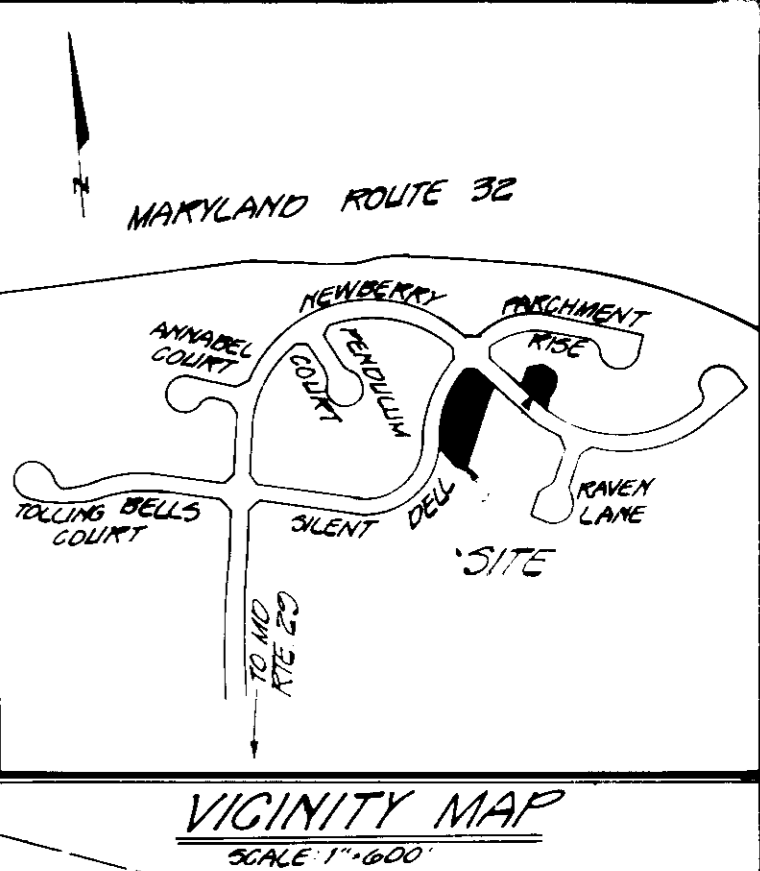 N
MARYLAND ROUTE 32
NEWBERRY
PARCHMENT
RISE
ANNABEL
COURT
PENDULUM
COURT
TOLLING BELLS
COURT
SILENT
DELL
RAVEN
LANE
SITE
TO MD
RTE. 29
VICINITY MAP
SCALE: 1"=600'